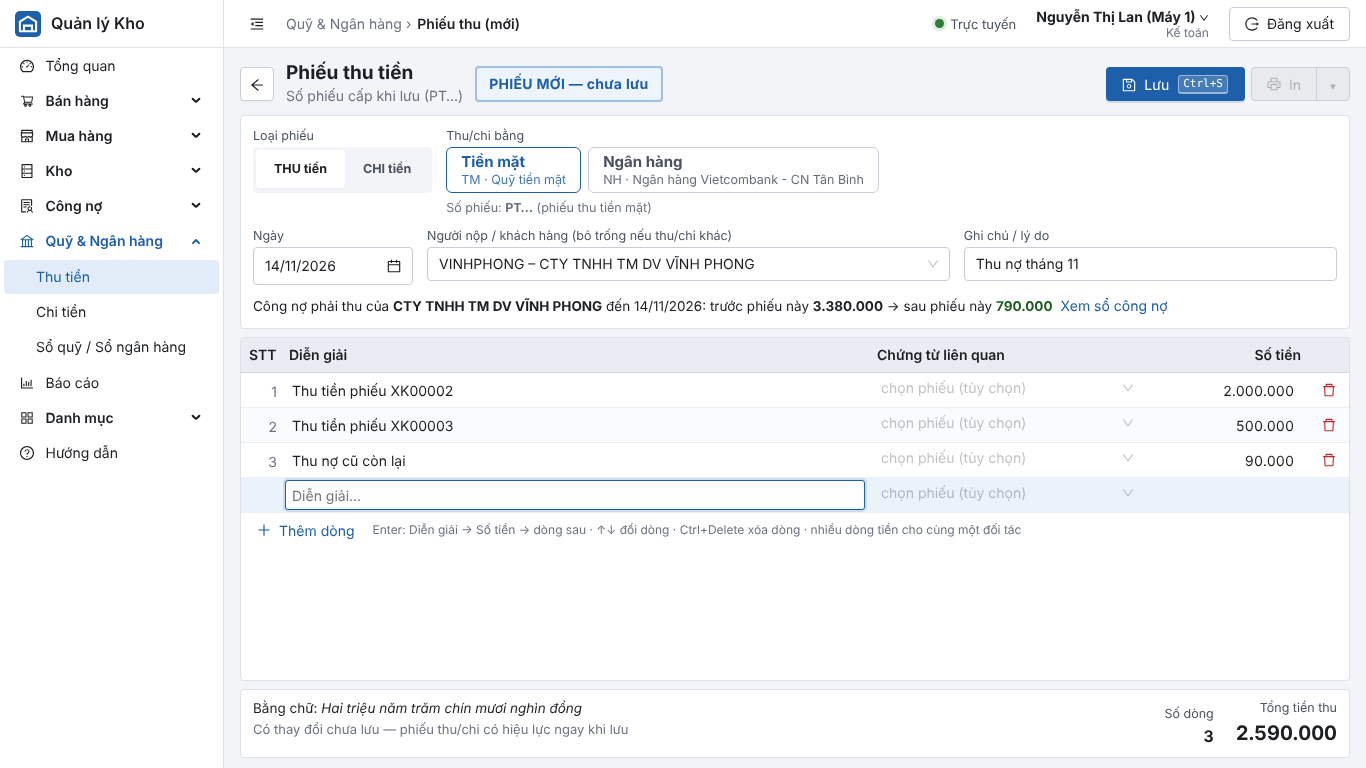 Quản lý Kho
Quỹ & Ngân hàng › Phiếu thu (mới)
Trực tuyến
Nguyễn Thị Lan (Máy 1)
Kế toán
Đăng xuất
Tổng quan
Bán hàng
Mua hàng
Kho
Công nợ
Quỹ & Ngân hàng
Thu tiền
Chi tiền
Sổ quỹ / Sổ ngân hàng
Báo cáo
Danh mục
Hướng dẫn
Phiếu thu tiền
Số phiếu cấp khi lưu (PT...)
PHIẾU MỚI — chưa lưu
Lưu Ctrl+S
In
Loại phiếu
THU tiền CHI tiền
Thu/chi bằng
Tiền mặt
TM · Quỹ tiền mặt
Ngân hàng
NH · Ngân hàng Vietcombank - CN Tân Bình
Số phiếu: PT... (phiếu thu tiền mặt)
Ngày
14/11/2026
Người nộp / khách hàng (bỏ trống nếu thu/chi khác)
VINHPHONG – CTY TNHH TM DV VĨNH PHONG
Ghi chú / lý do
Thu nợ tháng 11
Công nợ phải thu của CTY TNHH TM DV VĨNH PHONG đến 14/11/2026: trước phiếu này 3.380.000 → sau phiếu này 790.000 Xem sổ công nợ
STT Diễn giải Chứng từ liên quan Số tiền
1 Thu tiền phiếu XK00002 chọn phiếu (tùy chọn) 2.000.000
2 Thu tiền phiếu XK00003 chọn phiếu (tùy chọn) 500.000
3 Thu nợ cũ còn lại chọn phiếu (tùy chọn) 90.000
Diễn giải... chọn phiếu (tùy chọn)
Thêm dòng Enter: Diễn giải → Số tiền → dòng sau · ↑↓ đổi dòng · Ctrl+Delete xóa dòng · nhiều dòng tiền cho cùng một đối tác
Bằng chữ: Hai triệu năm trăm chín mươi nghìn đồng
Có thay đổi chưa lưu — phiếu thu/chi có hiệu lực ngay khi lưu
Số dòng
3
Tổng tiền thu
2.590.000